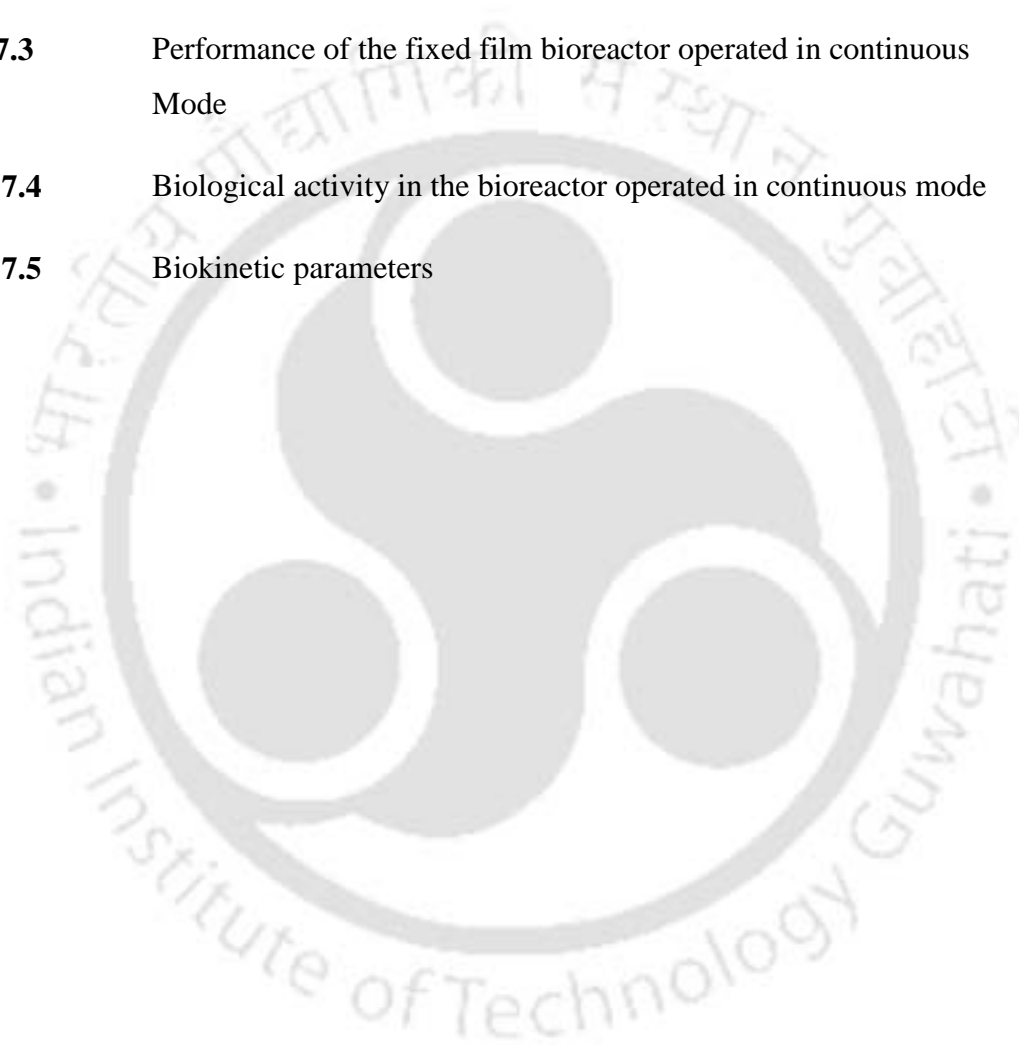 7.3 Performance of the fixed film bioreactor operated in continuous
Mode
7.4 Biological activity in the bioreactor operated in continuous mode
7.5 Biokinetic parameters
भारतीय प्रौद्योगिकी संस्थान गुवाहाटी
Indian Institute of Technology Guwahati